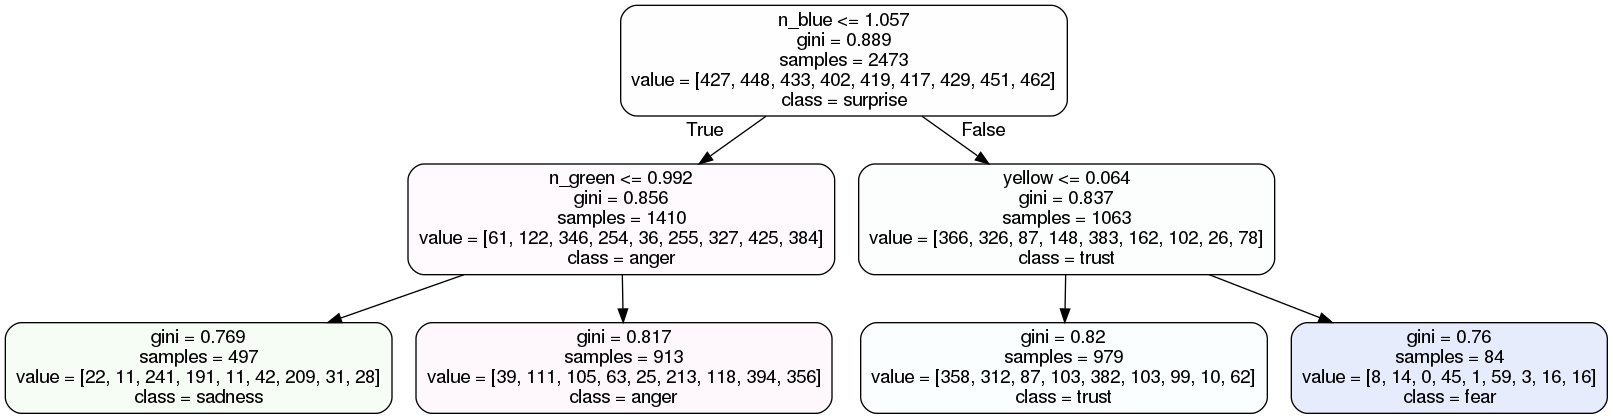 n_blue <= 1.057
gini = 0.889
samples = 2473
value = [427, 448, 433, 402, 419, 417, 429, 451, 462]
class = surprise
True
False
n_green <= 0.992
gini = 0.856
samples = 1410
value = [61, 122, 346, 254, 36, 255, 327, 425, 384]
class = anger
yellow <= 0.064
gini = 0.837
samples = 1063
value = [366, 326, 87, 148, 383, 162, 102, 26, 78]
class = trust
gini = 0.769
samples = 497
value = [22, 11, 241, 191, 11, 42, 209, 31, 28]
class = sadness
gini = 0.817
samples = 913
value = [39, 111, 105, 63, 25, 213, 118, 394, 356]
class = anger
gini = 0.82
samples = 979
value = [358, 312, 87, 103, 382, 103, 99, 10, 62]
class = trust
gini = 0.76
samples = 84
value = [8, 14, 0, 45, 1, 59, 3, 16, 16]
class = fear